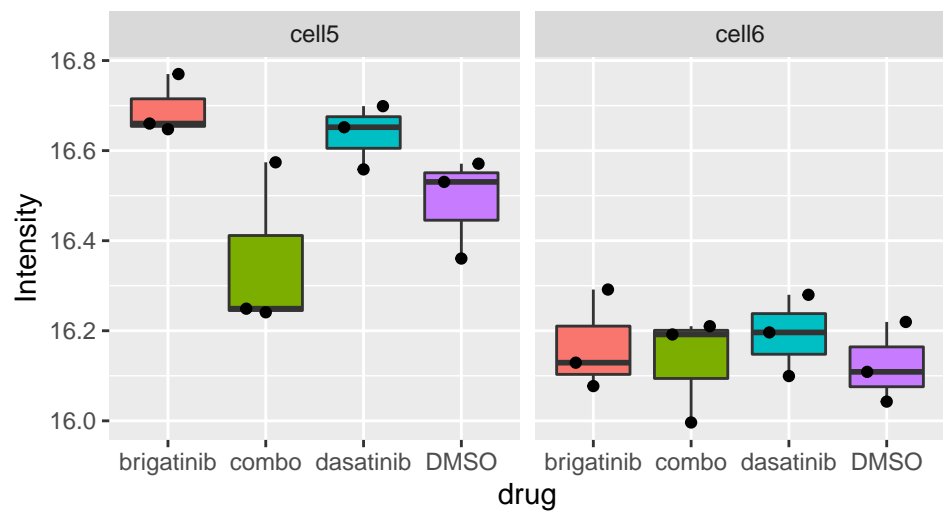 cell5 cell6
16.8
16.6
16.4
16.2
16.0
Intensity
brigatinib combo dasatinib DMSO brigatinib combo dasatinib DMSO
drug